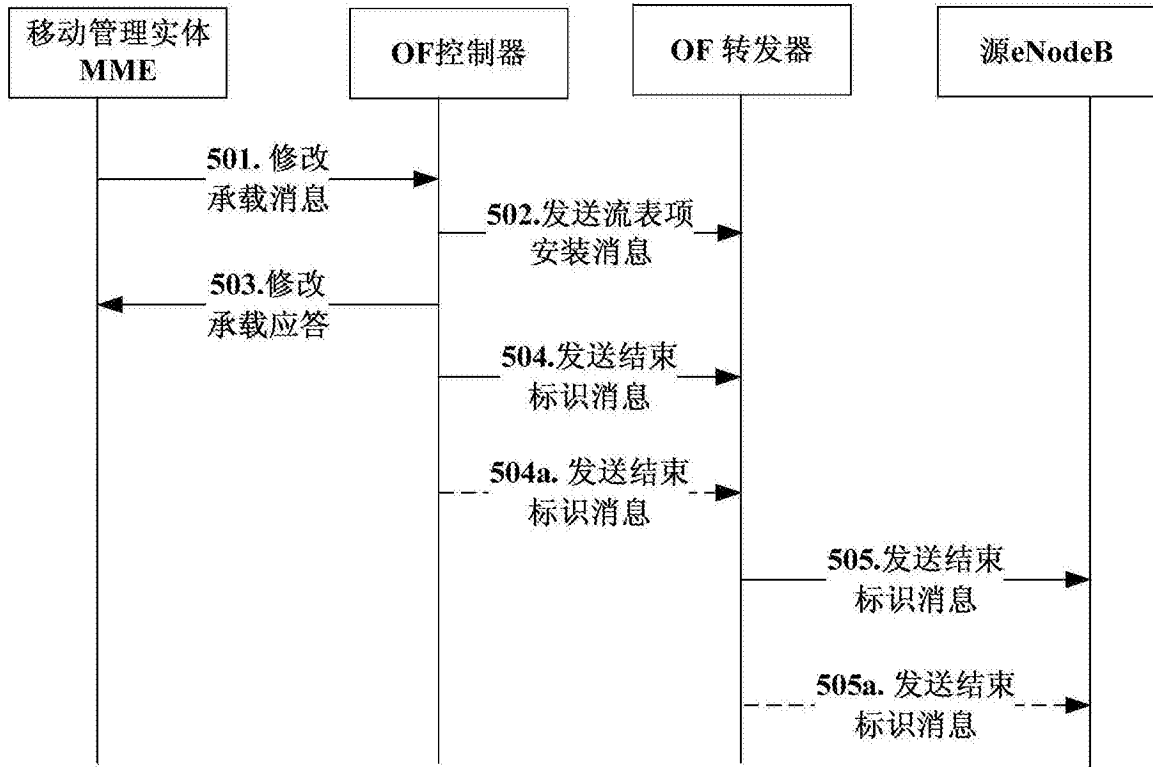 移动管理实体
MME
OF控制器
OF 转发器
源eNodeB
501. 修改
承载消息
502.发送流表项
安装消息
503.修改
承载应答
504.发送结束
标识消息
504a. 发送结束
标识消息
505.发送结束
标识消息
505a. 发送结束
标识消息